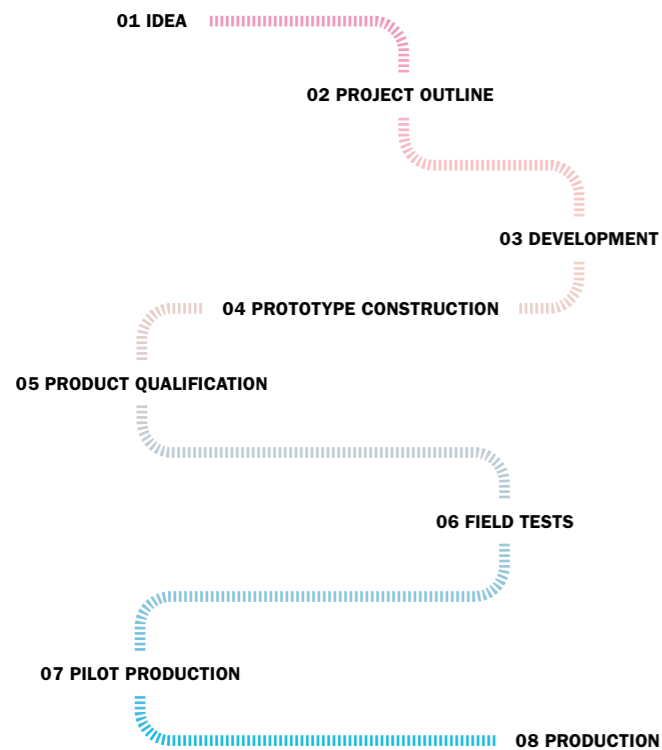 01 IDEA
02 PROJECT OUTLINE
03 DEVELOPMENT
04 PROTOTYPE CONSTRUCTION
05 PRODUCT QUALIFICATION
06 FIELD TESTS
07 PILOT PRODUCTION
08 PRODUCTION